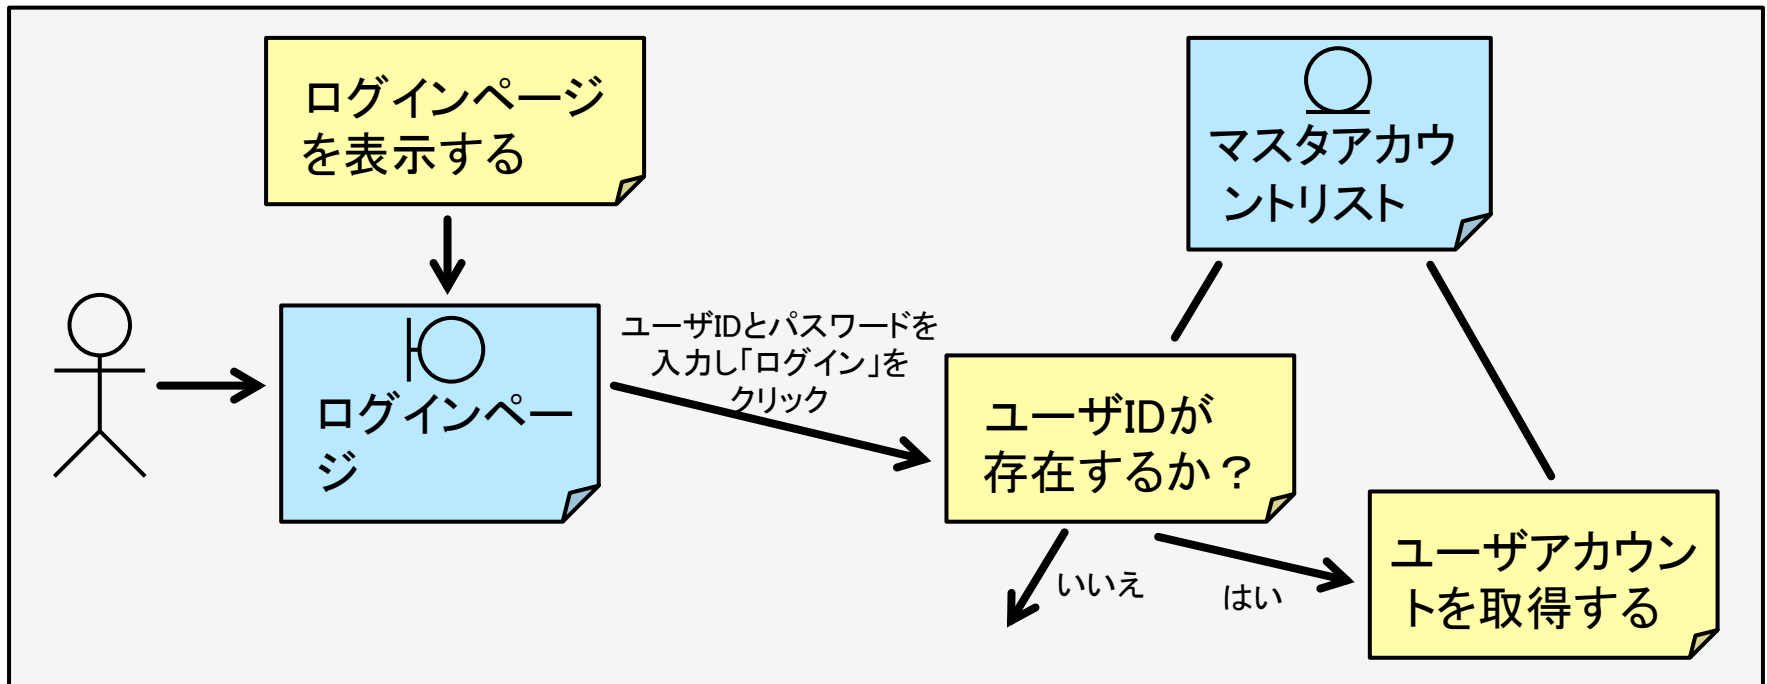 ログインページ
を表示する
マスタアカウ
ントリスト
ユーザIDとパスワードを
入力し「ログイン」を
クリック
ログインペー
ジ
ユーザIDが
存在するか？
いいえ
はい
ユーザアカウン
トを取得する